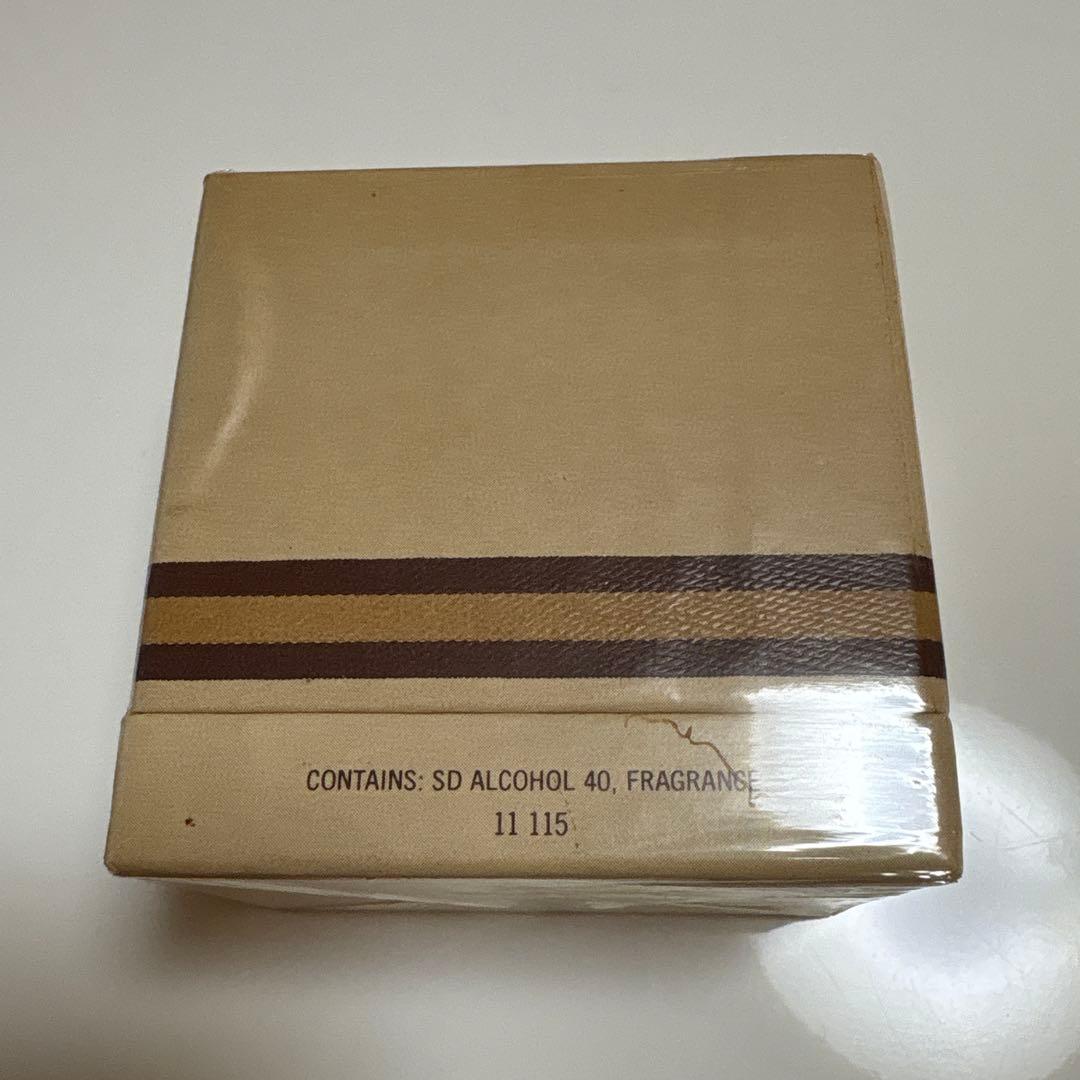 CONTAINS: SD ALCOHOL 40, FRAGRANCE
11 115